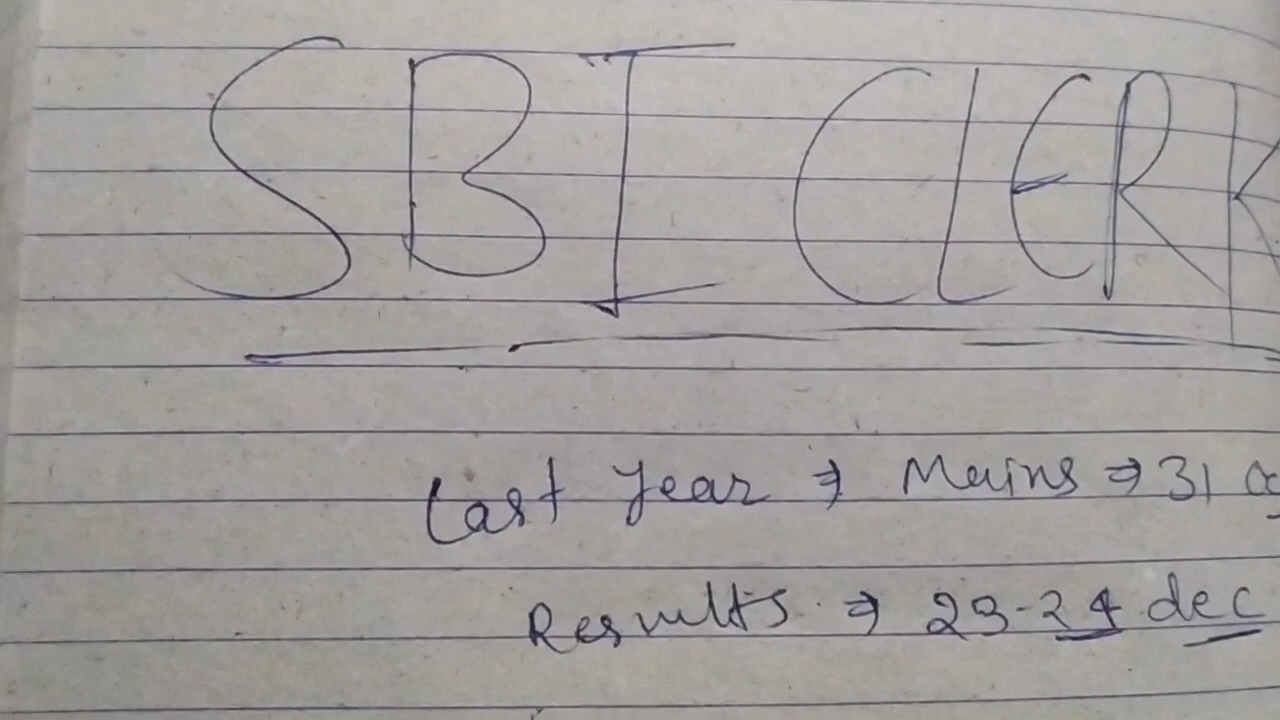 SBI CLERK
Last Year ⇒ Mains ⇒ 31
Results ⇒ 23-24 dec